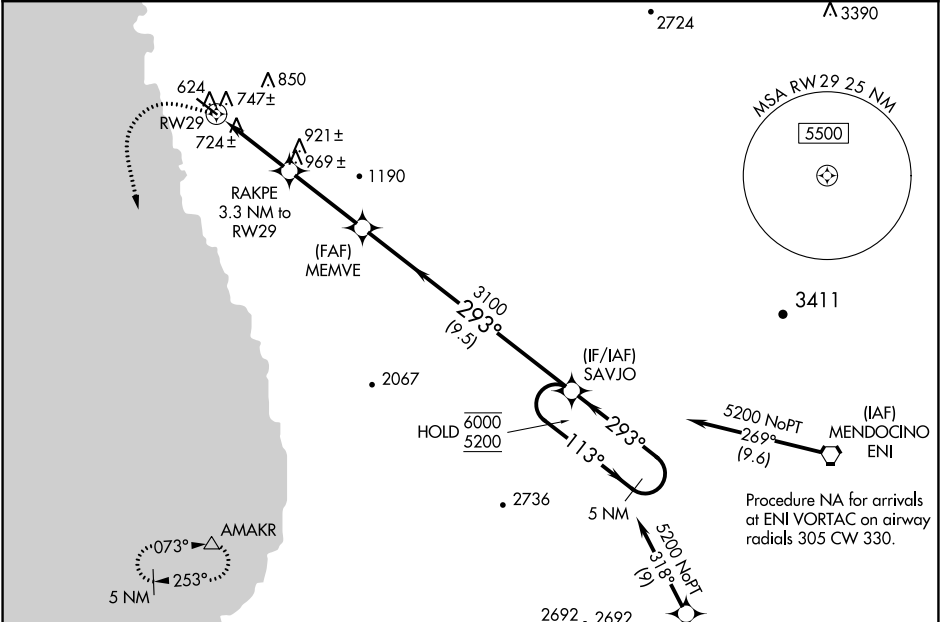 2724
3390
850
624
747±
RW29
724±
921±
969±
1190
RAKPE
3.3 NM to
RW29
(FAF)
MEMVE
MSA RW 29 25 NM
5500
3411
3100
293°
(9.5)
(IF/IAF)
SAVJO
2067
HOLD
6000
5200
293°
113°
5 NM
5200 NoPT
269°
(9.6)
(IAF)
MENDOCINO
ENI
Procedure NA for arrivals
at ENI VORTAC on airway
radials 305 CW 330.
2736
5200 NoPT
318°
(9)
AMAKR
073°
253°
5 NM
2692
2692